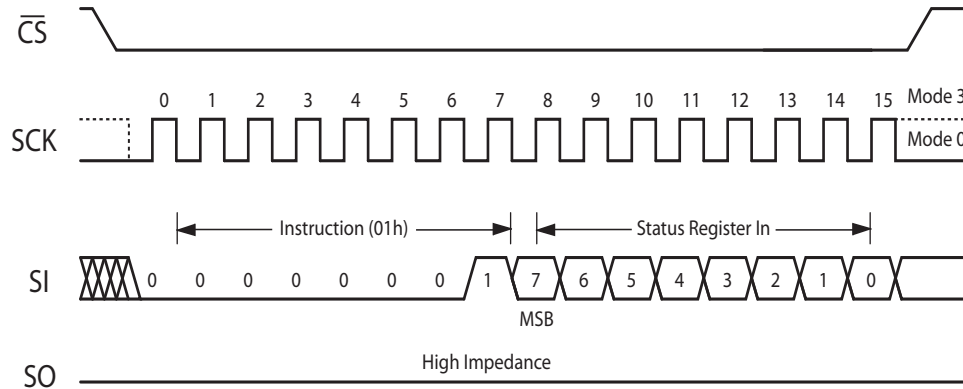 CS
0 1 2 3 4 5 6 7 8 9 10 11 12 13 14 15 Mode 3
SCK
Mode 0
Instruction (01h) Status Register In
SI 0 0 0 0 0 0 0 1 7 6 5 4 3 2 1 0
MSB
High Impedance
SO